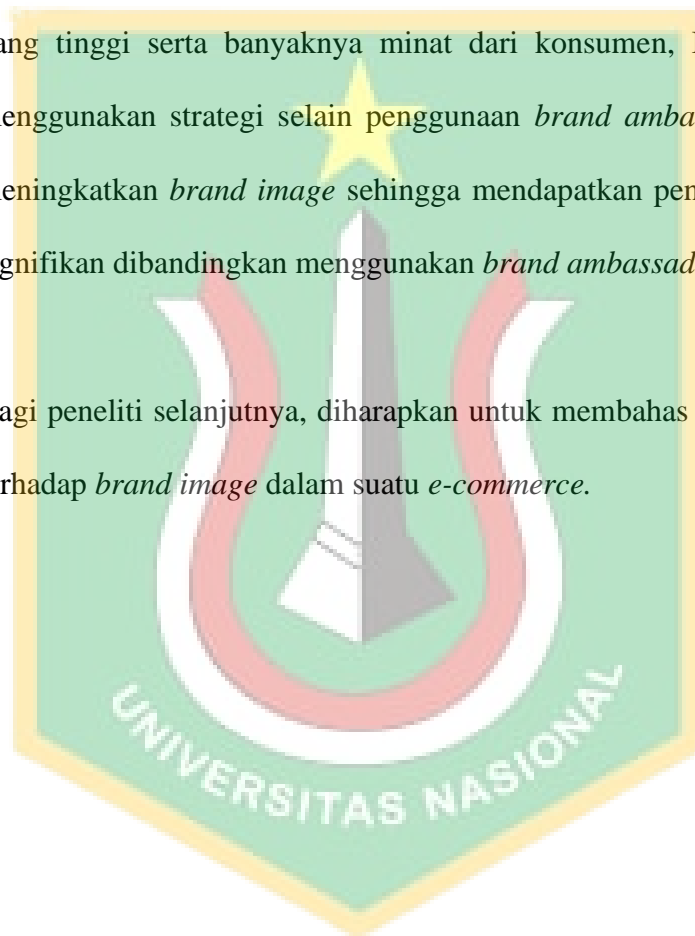 ang tinggi serta banyaknya minat dari konsumen,
enggunakan strategi selain penggunaan brand amba
eningkatkan brand image sehingga mendapatkan pen
gnifikan dibandingkan menggunakan brand ambassad
agi peneliti selanjutnya, diharapkan untuk membahas
rhadap brand image dalam suatu e-commerce.
UNIVERSITAS NASIONAL